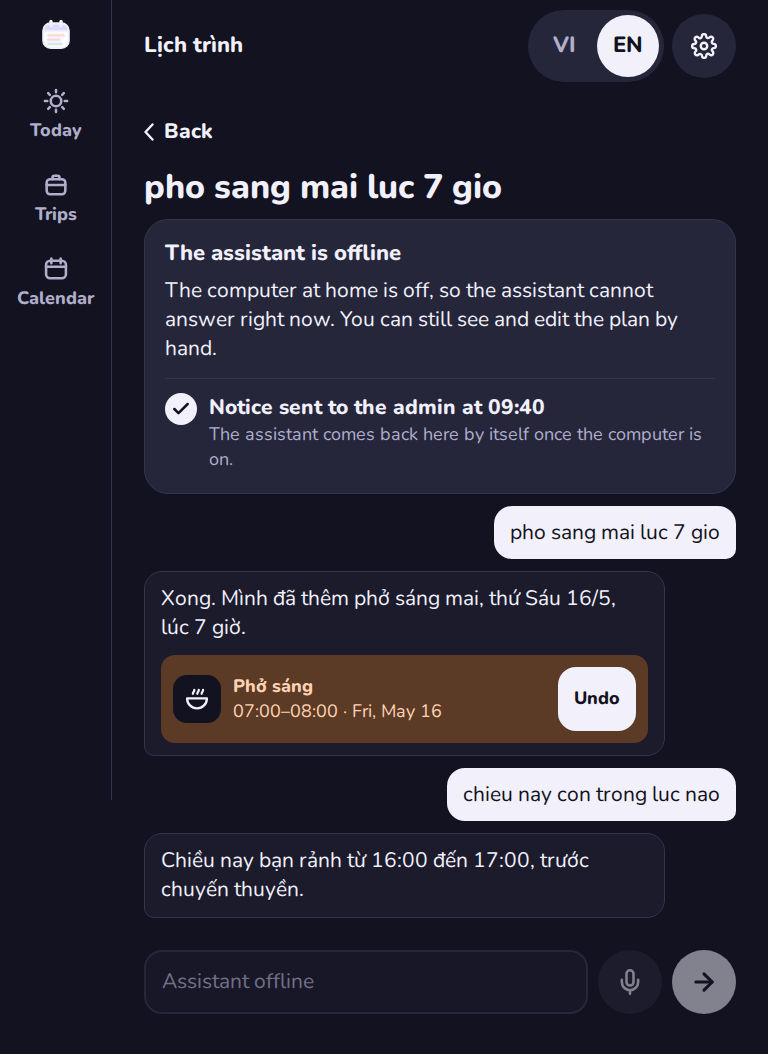 Lịch trình
VI
EN
Today
Trips
Calendar
Back
pho sang mai luc 7 gio
The assistant is offline
The computer at home is off, so the assistant cannot
answer right now. You can still see and edit the plan by
hand.
Notice sent to the admin at 09:40
The assistant comes back here by itself once the computer is
on.
pho sang mai luc 7 gio
Xong. Mình đã thêm phở sáng mai, thứ Sáu 16/5,
lúc 7 giờ.
Phở sáng
07:00–08:00 · Fri, May 16
Undo
chieu nay con trong luc nao
Chiều nay bạn rảnh từ 16:00 đến 17:00, trước
chuyến thuyền.
Assistant offline